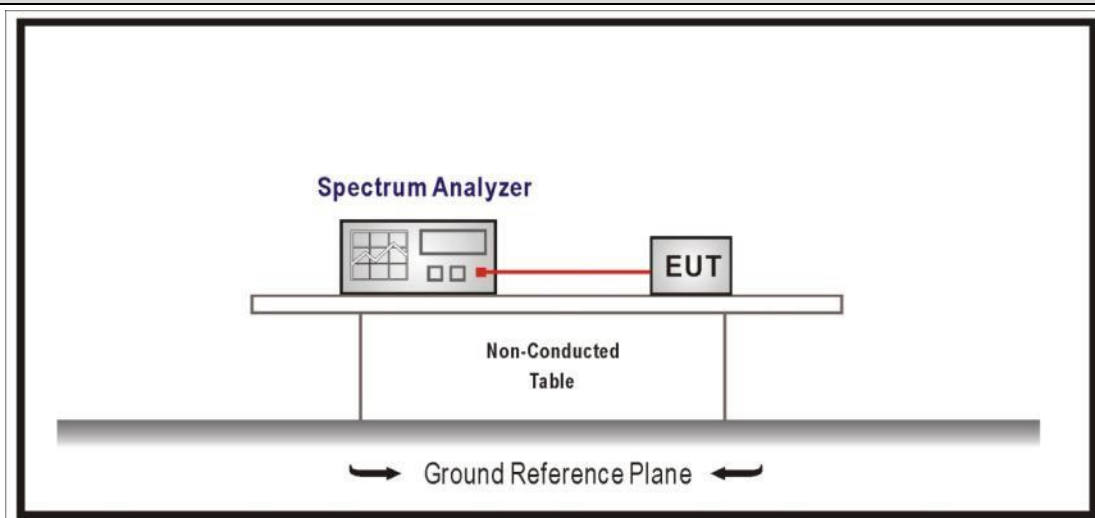 Spectrum Analyzer
EUT
Non-Conducted
Table
Ground Reference Plane